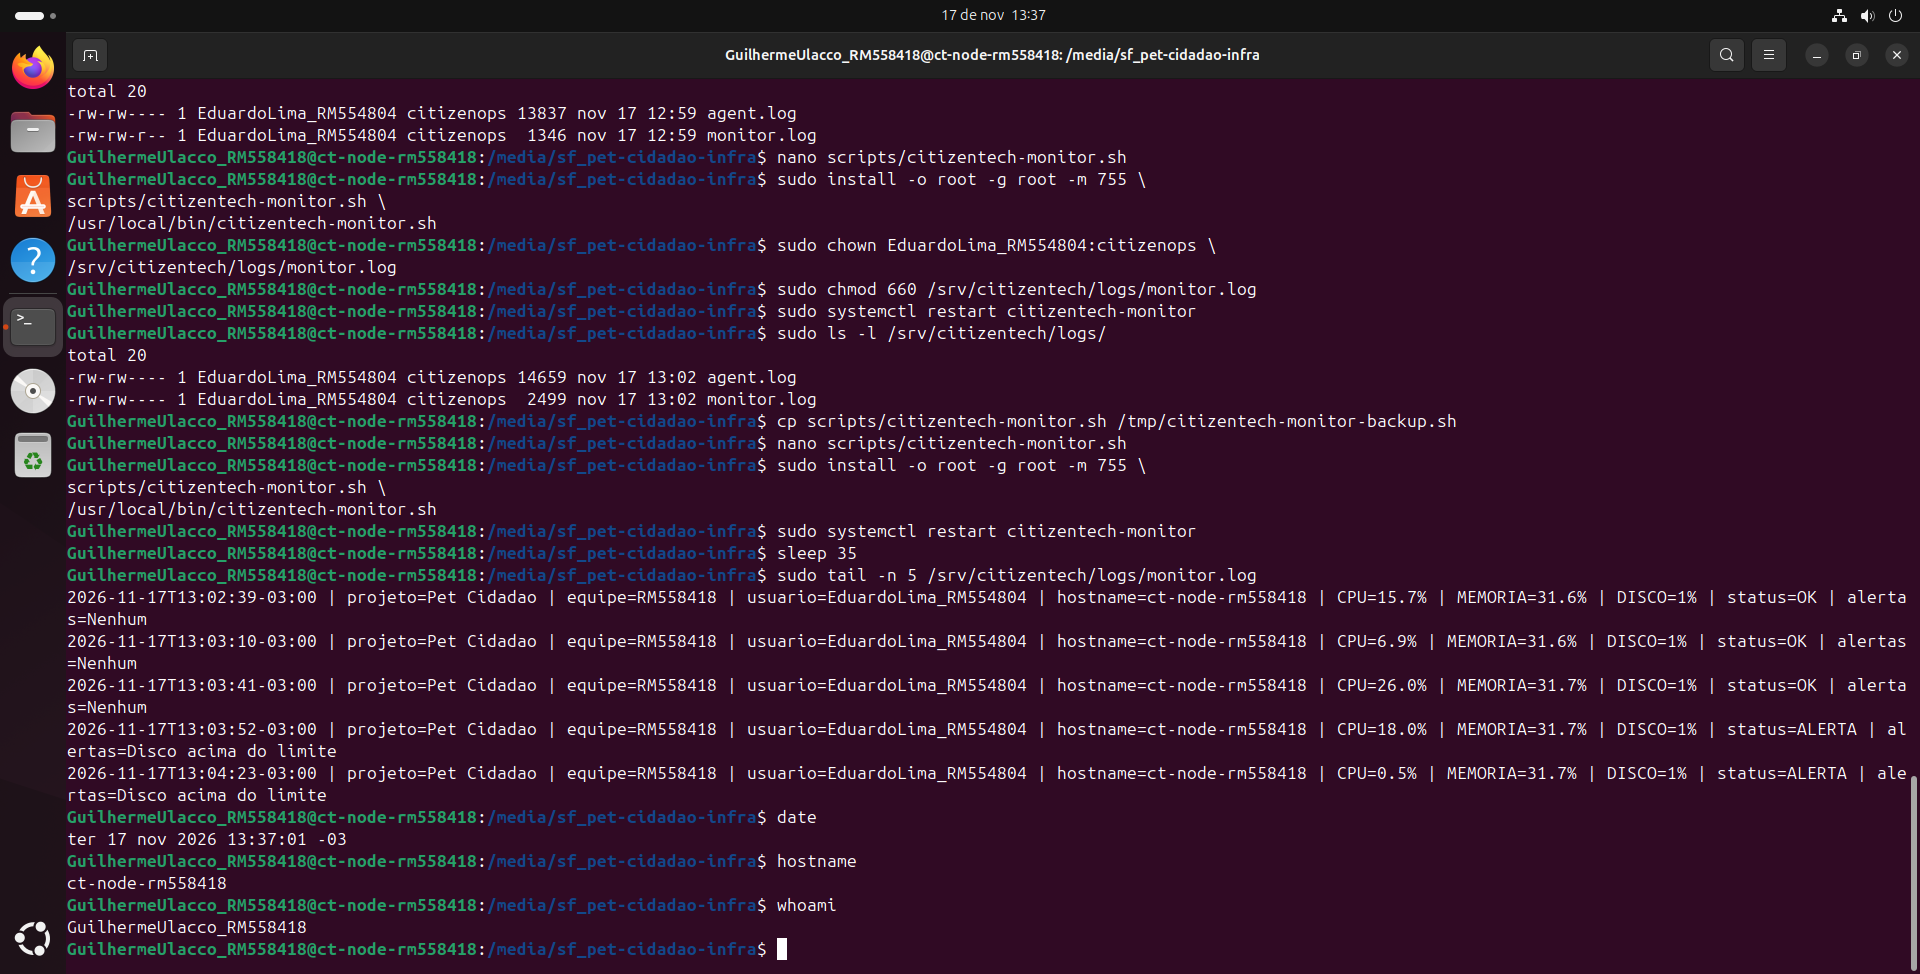 17 de nov 13:37
GuilhermeUlacco_RM558418@ct-node-rm558418: /media/sf_pet-cidadao-infra
total 20
-rw-rw---- 1 EduardoLima_RM554804 citizenops 13837 nov 17 12:59 agent.log
-rw-rw-r-- 1 EduardoLima_RM554804 citizenops  1346 nov 17 12:59 monitor.log
GuilhermeUlacco_RM558418@ct-node-rm558418:/media/sf_pet-cidadao-infra$ nano scripts/citizentech-monitor.sh
GuilhermeUlacco_RM558418@ct-node-rm558418:/media/sf_pet-cidadao-infra$ sudo install -o root -g root -m 755 \
scripts/citizentech-monitor.sh \
/usr/local/bin/citizentech-monitor.sh
GuilhermeUlacco_RM558418@ct-node-rm558418:/media/sf_pet-cidadao-infra$ sudo chown EduardoLima_RM554804:citizenops \
/srv/citizentech/logs/monitor.log
GuilhermeUlacco_RM558418@ct-node-rm558418:/media/sf_pet-cidadao-infra$ sudo chmod 660 /srv/citizentech/logs/monitor.log
GuilhermeUlacco_RM558418@ct-node-rm558418:/media/sf_pet-cidadao-infra$ sudo systemctl restart citizentech-monitor
GuilhermeUlacco_RM558418@ct-node-rm558418:/media/sf_pet-cidadao-infra$ sudo ls -l /srv/citizentech/logs/
total 20
-rw-rw---- 1 EduardoLima_RM554804 citizenops 14659 nov 17 13:02 agent.log
-rw-rw---- 1 EduardoLima_RM554804 citizenops  2499 nov 17 13:02 monitor.log
GuilhermeUlacco_RM558418@ct-node-rm558418:/media/sf_pet-cidadao-infra$ cp scripts/citizentech-monitor.sh /tmp/citizentech-monitor-backup.sh
GuilhermeUlacco_RM558418@ct-node-rm558418:/media/sf_pet-cidadao-infra$ nano scripts/citizentech-monitor.sh
GuilhermeUlacco_RM558418@ct-node-rm558418:/media/sf_pet-cidadao-infra$ sudo install -o root -g root -m 755 \
scripts/citizentech-monitor.sh \
/usr/local/bin/citizentech-monitor.sh
GuilhermeUlacco_RM558418@ct-node-rm558418:/media/sf_pet-cidadao-infra$ sudo systemctl restart citizentech-monitor
GuilhermeUlacco_RM558418@ct-node-rm558418:/media/sf_pet-cidadao-infra$ sleep 35
GuilhermeUlacco_RM558418@ct-node-rm558418:/media/sf_pet-cidadao-infra$ sudo tail -n 5 /srv/citizentech/logs/monitor.log
2026-11-17T13:02:39-03:00 | projeto=Pet Cidadao | equipe=RM558418 | usuario=EduardoLima_RM554804 | hostname=ct-node-rm558418 | CPU=15.7% | MEMORIA=31.6% | DISCO=1% | status=OK | alerta
s=Nenhum
2026-11-17T13:03:10-03:00 | projeto=Pet Cidadao | equipe=RM558418 | usuario=EduardoLima_RM554804 | hostname=ct-node-rm558418 | CPU=6.9% | MEMORIA=31.6% | DISCO=1% | status=OK | alertas
=Nenhum
2026-11-17T13:03:41-03:00 | projeto=Pet Cidadao | equipe=RM558418 | usuario=EduardoLima_RM554804 | hostname=ct-node-rm558418 | CPU=26.0% | MEMORIA=31.7% | DISCO=1% | status=OK | alerta
s=Nenhum
2026-11-17T13:03:52-03:00 | projeto=Pet Cidadao | equipe=RM558418 | usuario=EduardoLima_RM554804 | hostname=ct-node-rm558418 | CPU=18.0% | MEMORIA=31.7% | DISCO=1% | status=ALERTA | al
ertas=Disco acima do limite
2026-11-17T13:04:23-03:00 | projeto=Pet Cidadao | equipe=RM558418 | usuario=EduardoLima_RM554804 | hostname=ct-node-rm558418 | CPU=0.5% | MEMORIA=31.7% | DISCO=1% | status=ALERTA | ale
rtas=Disco acima do limite
GuilhermeUlacco_RM558418@ct-node-rm558418:/media/sf_pet-cidadao-infra$ date
ter 17 nov 2026 13:37:01 -03
GuilhermeUlacco_RM558418@ct-node-rm558418:/media/sf_pet-cidadao-infra$ hostname
ct-node-rm558418
GuilhermeUlacco_RM558418@ct-node-rm558418:/media/sf_pet-cidadao-infra$ whoami
GuilhermeUlacco_RM558418
GuilhermeUlacco_RM558418@ct-node-rm558418:/media/sf_pet-cidadao-infra$